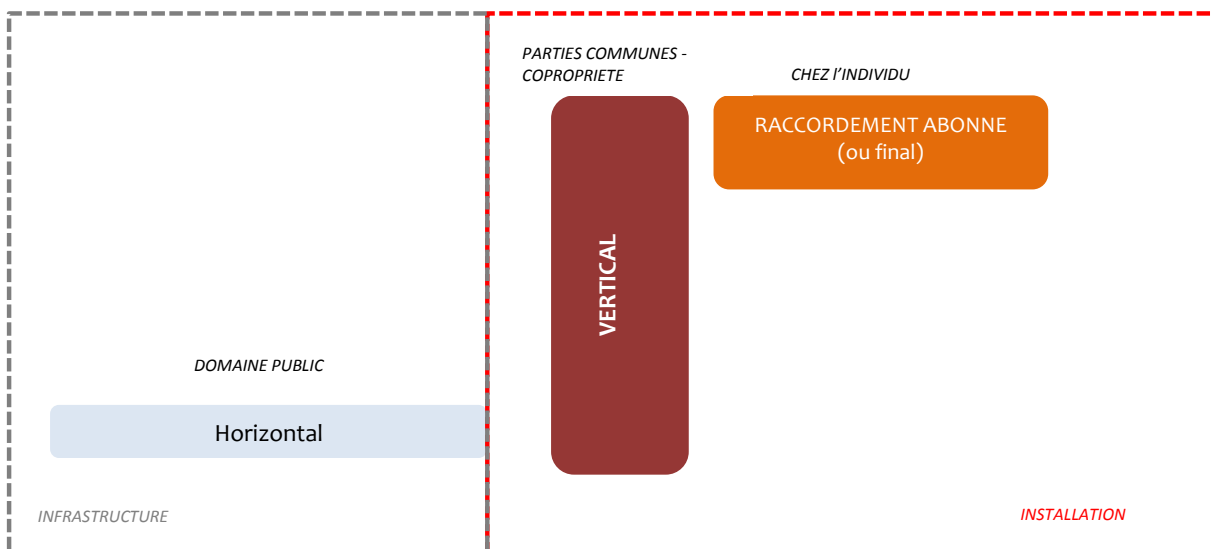 PARTIES COMMUNES -
COPROPRIETE
CHEZ l’INDIVIDU
RACCORDEMENT ABONNE
(ou final)
VERTICAL
DOMAINE PUBLIC
Horizontal
INFRASTRUCTURE
INSTALLATION